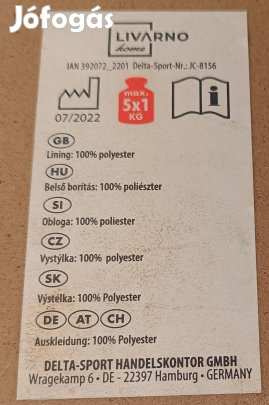 Jófogás
LIVARNO
home
IAN 392072_2201 Delta-Sport-Nr.: JC-8156
07/2022
max.
5x1
KG
i
GB
Lining: 100% polyester
HU
Belső borítás: 100% poliészter
SI
Obloga: 100% poliester
CZ
Vystýlka: 100% polyester
SK
Výstelka: 100% Polyester
DE AT CH
Auskleidung: 100% Polyester
DELTA-SPORT HANDELSKONTOR GMBH
Wragekamp 6 • DE - 22397 Hamburg • GERMANY